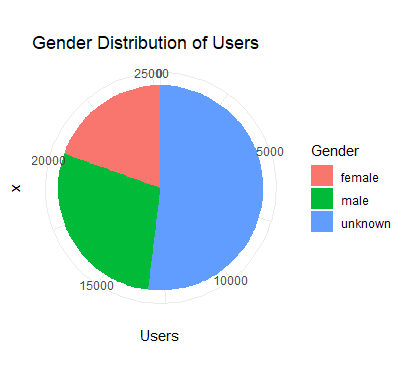 Gender Distribution of Users
25000
0
5000
20000
15000
10000
x
Users
Gender
female
male
unknown